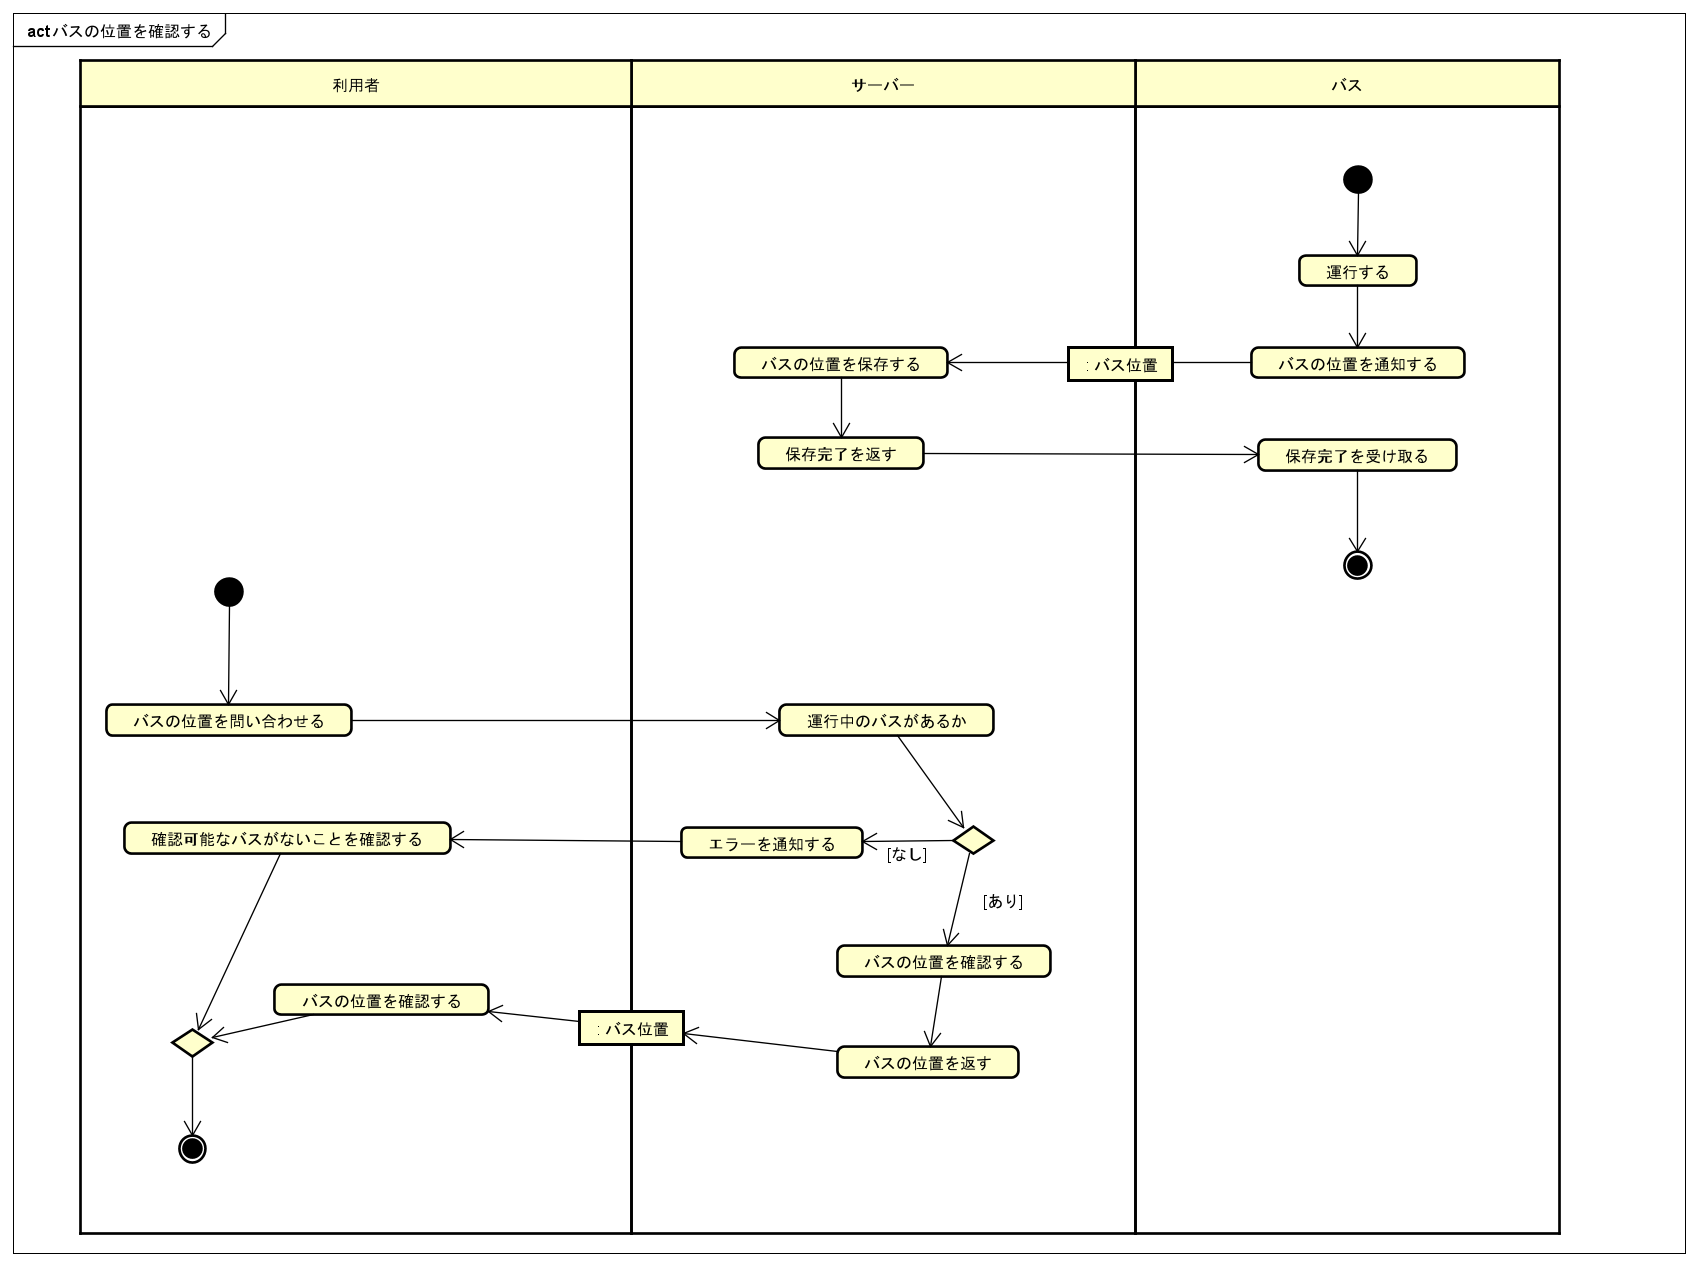 act バスの位置を確認する
利用者
サーバー
バス
運行する
バスの位置を保存する
: バス位置
バスの位置を通知する
保存完了を返す
保存完了を受け取る
バスの位置を問い合わせる
運行中のバスがあるか
確認可能なバスがないことを確認する
エラーを通知する
[なし]
[あり]
バスの位置を確認する
バスの位置を確認する
: バス位置
バスの位置を返す